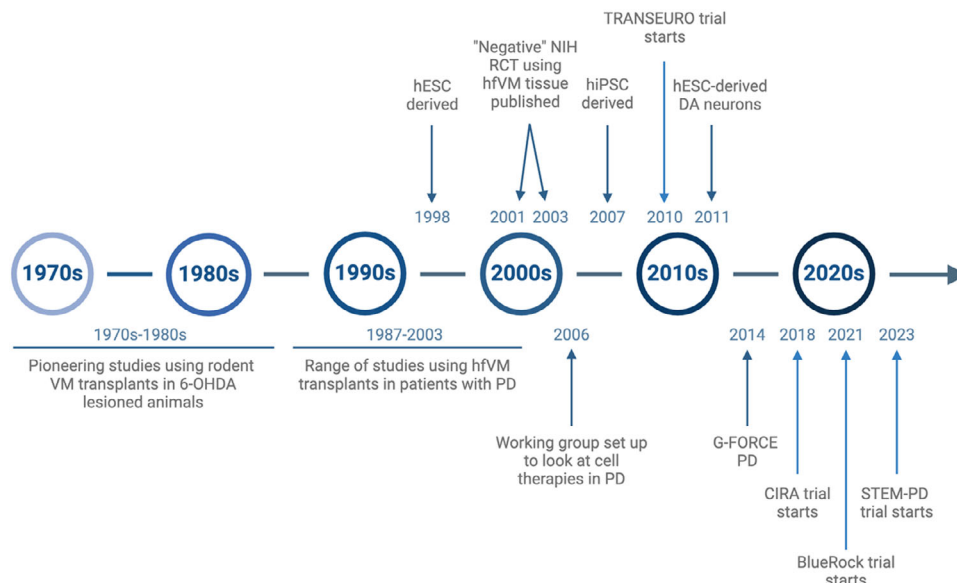 TRANSEURO trial
starts
"Negative" NIH
RCT using
hfVM tissue
published
hESC
derived
hiPSC
derived
hESC-derived
DA neurons
1998
2001
2003
2007
2010
2011
1970s
1980s
1990s
2000s
2010s
2020s
1970s-1980s
Pioneering studies using rodent
VM transplants in 6-OHDA
lesioned animals
1987-2003
Range of studies using hfVM
transplants in patients with PD
2006
Working group set up
to look at cell
therapies in PD
2014
G-FORCE
PD
2018
CIRA trial
starts
2021
BlueRock trial
starts
2023
STEM-PD
trial starts